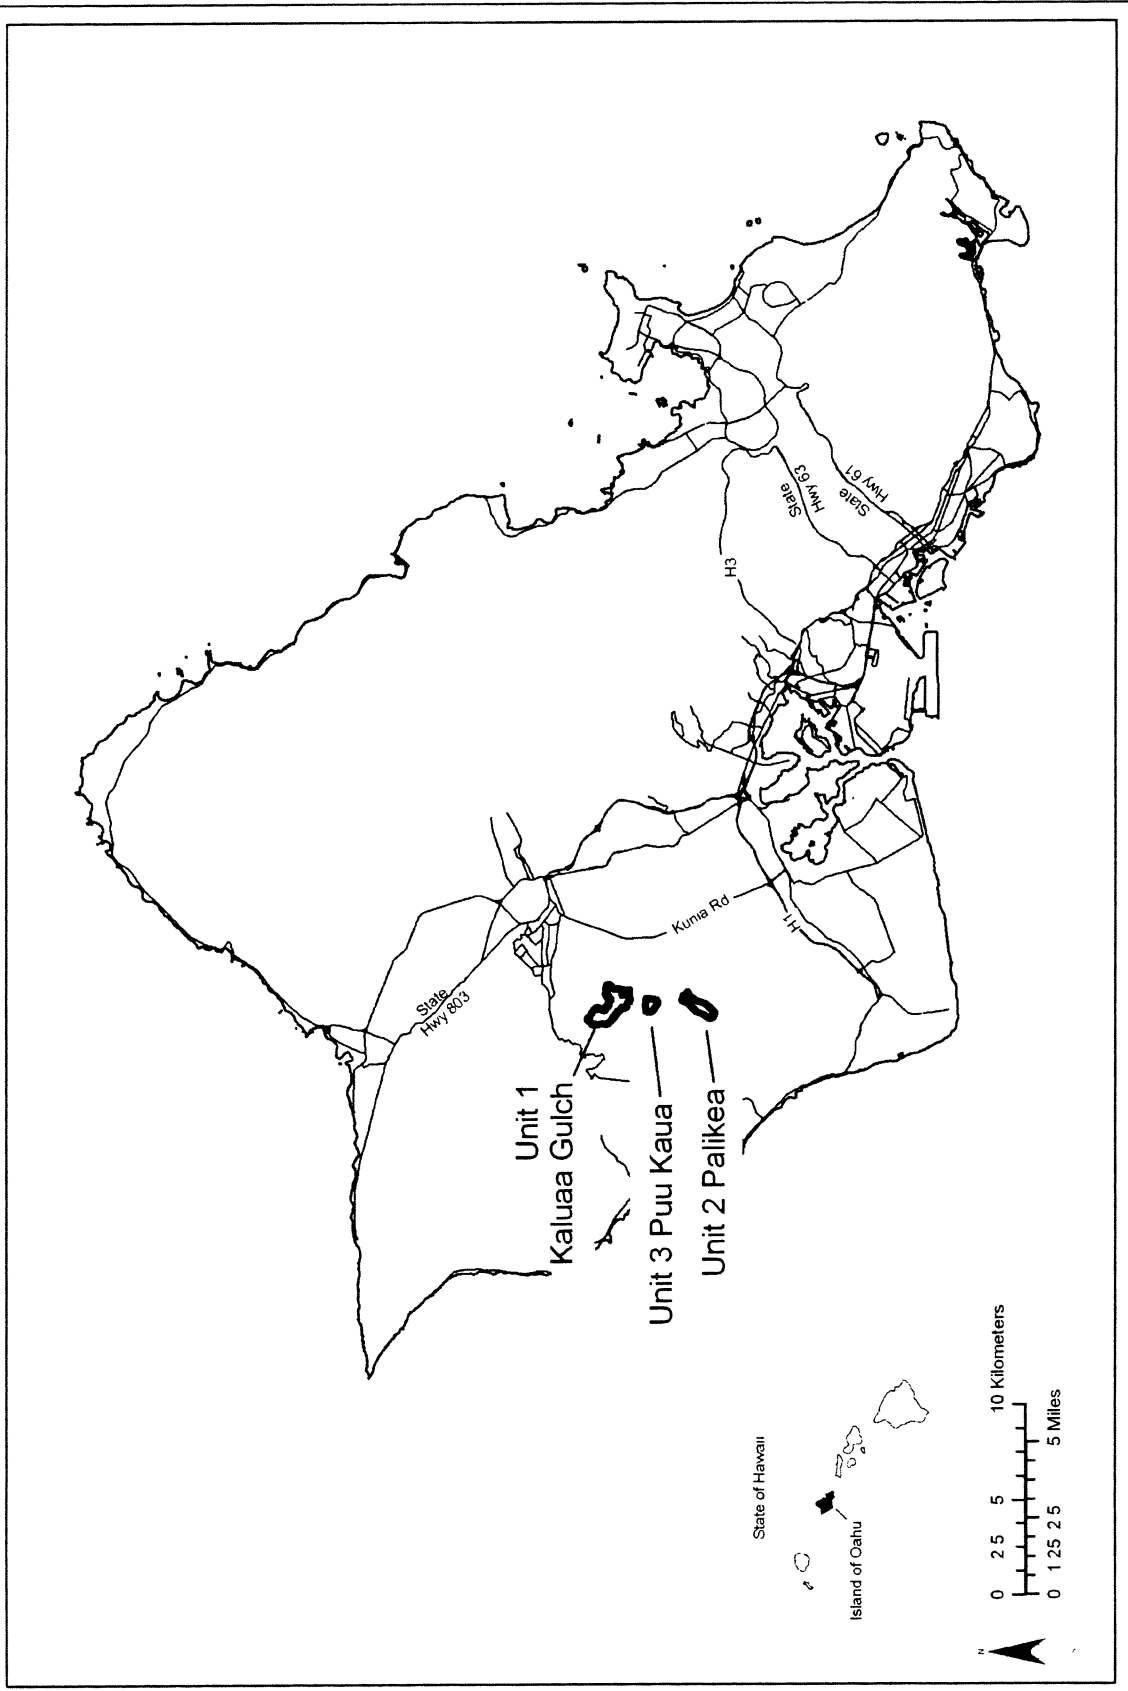 State
Hwy 803
Kunia Rd
H1
H3
State
Hwy 63
State
Hwy 61
Unit 1
Kaluaa Gulch
Unit 3 Puu Kaua
Unit 2 Palikea
State of Hawaii
Island of Oahu
N
0 2 5 5 10 Kilometers
0 1 25 2 5 5 Miles